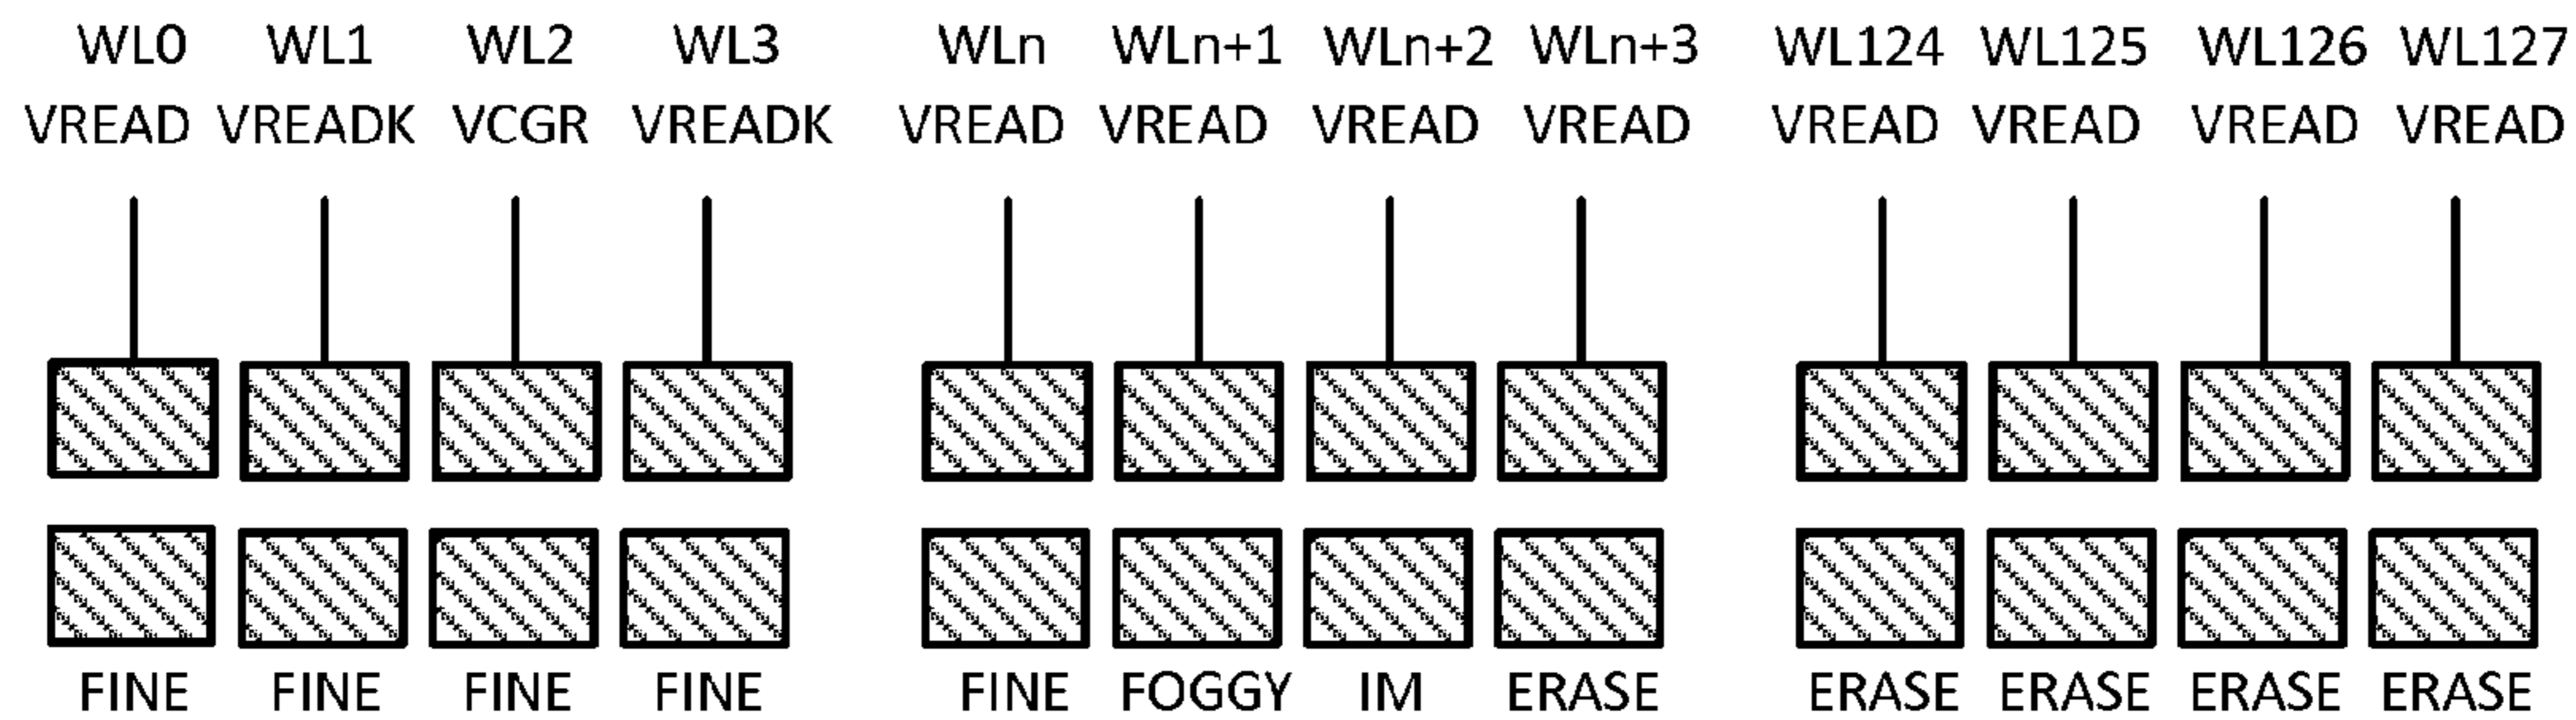 WL0 WL1 WL2 WL3 WLn WLn+1 WLn+2 WLn+3 WL124 WL125 WL126 WL127
VREAD VREADK VCGR VREADK VREAD VREAD VREAD VREAD VREAD VREAD VREAD VREAD
FINE FINE FINE FINE FINE FOGGY IM ERASE ERASE ERASE ERASE ERASE